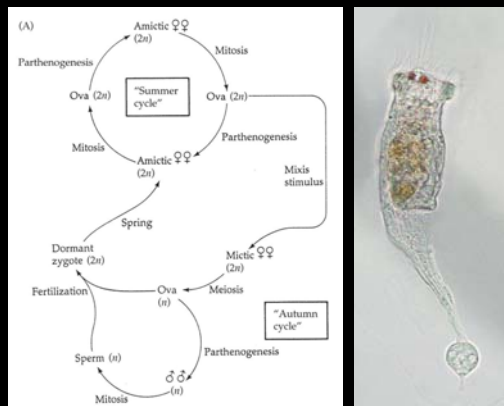 (A)
Amictic ♀♀
(2n)
Mitosis
Parthenogenesis
Ova (2n)
"Summer
cycle"
Ova (2n)
Mitosis
Parthenogenesis
Amictic ♀♀
(2n)
Mixis
stimulus
Spring
Dormant
zygote (2n)
Mictic ♀♀
(2n)
Fertilization
Ova
(n)
Meiosis
"Autumn
cycle"
Parthenogenesis
Sperm (n)
♂♂
(n)
Mitosis